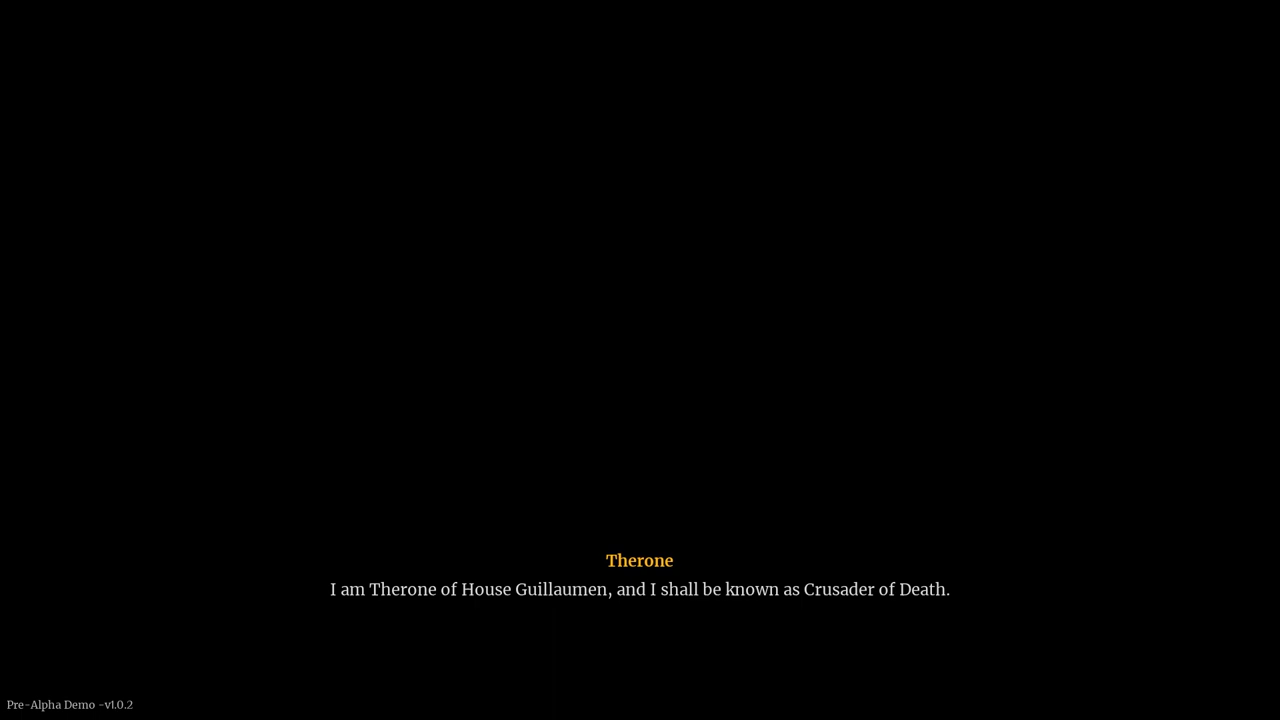 Therone
I am Therone of House Guillaumen, and I shall be known as Crusader of Death.
Pre-Alpha Demo -v1.0.2